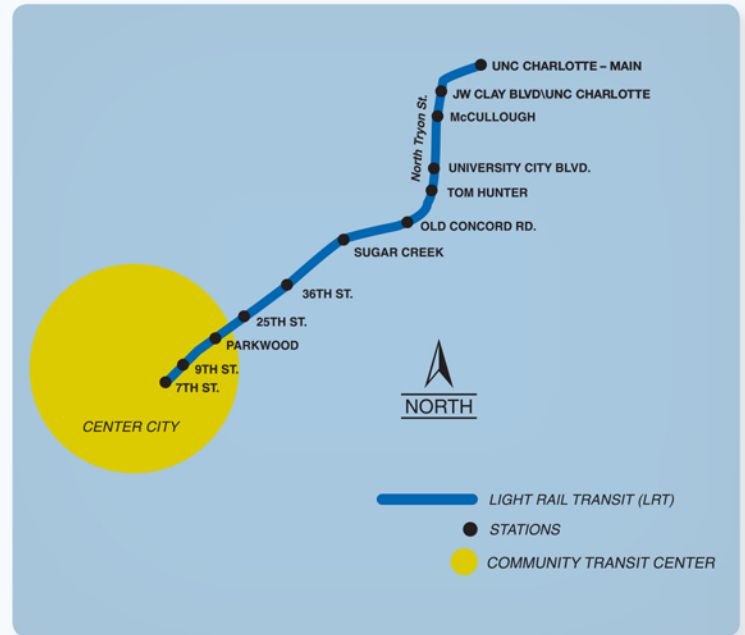 UNC CHARLOTTE – MAIN
JW CLAY BLVD\UNC CHARLOTTE
McCULLOUGH
North Tryon St.
UNIVERSITY CITY BLVD.
TOM HUNTER
OLD CONCORD RD.
SUGAR CREEK
36TH ST.
25TH ST.
PARKWOOD
9TH ST.
7TH ST.
CENTER CITY
NORTH
LIGHT RAIL TRANSIT (LRT)
STATIONS
COMMUNITY TRANSIT CENTER